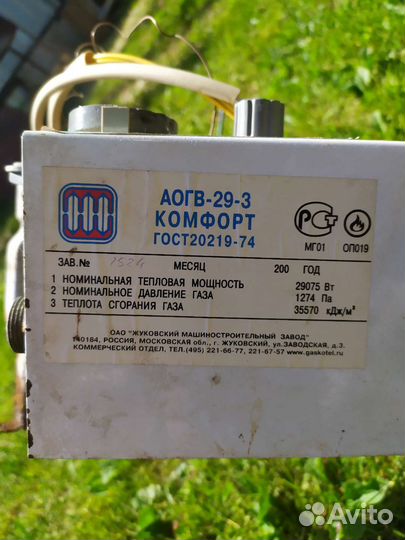 АОГВ-29-3
КОМФОРТ
ГОСТ20219-74
РСТ
МГ01
ОП019
ЗАВ.№ 1524 МЕСЯЦ 200 ГОД
1 НОМИНАЛЬНАЯ ТЕПЛОВАЯ МОЩНОСТЬ 29075 Вт
2 НОМИНАЛЬНОЕ ДАВЛЕНИЕ ГАЗА 1274 Па
3 ТЕПЛОТА СГОРАНИЯ ГАЗА 35570 кДж/м³
ОАО "ЖУКОВСКИЙ МАШИНОСТРОИТЕЛЬНЫЙ ЗАВОД"
140184, РОССИЯ, МОСКОВСКАЯ обл., г. ЖУКОВСКИЙ, ул.ЗАВОДСКАЯ, д.3.
КОММЕРЧЕСКИЙ ОТДЕЛ. ТЕЛ.(495) 221-66-77, 221-67-57 www.gaskotel.ru
Avito